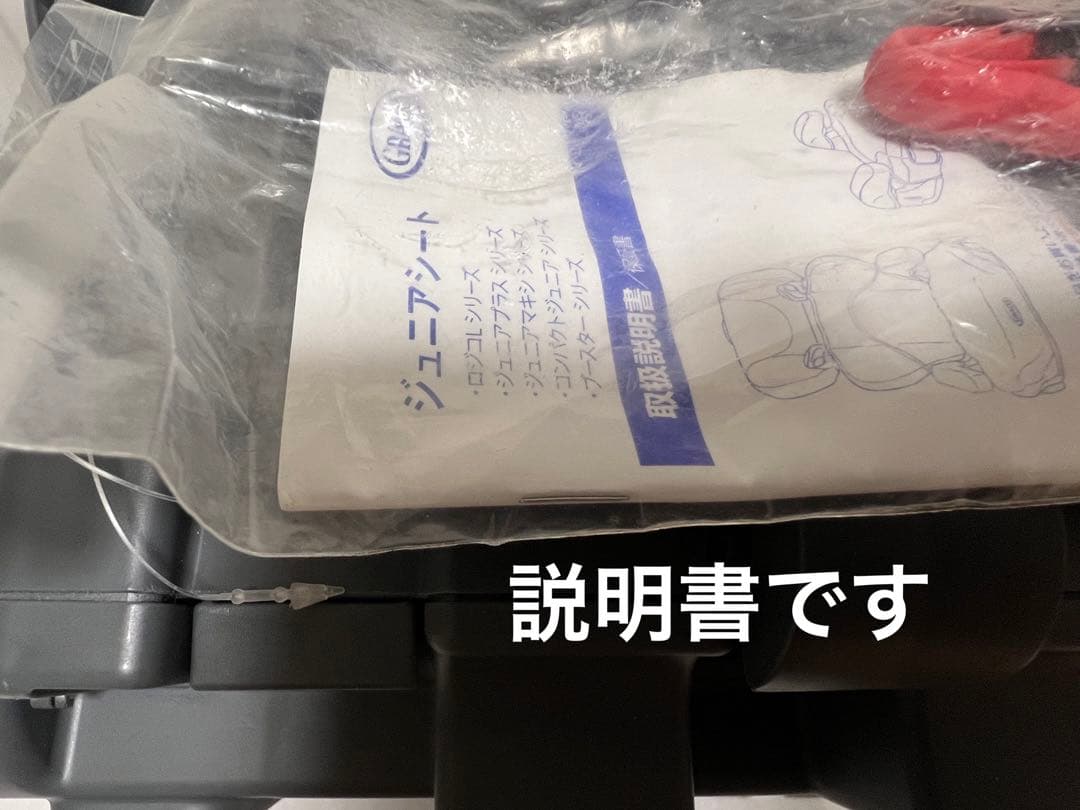 ジュニアシート
・ロジコLシリーズ
・ジュニアプラス シリーズ
・ジュニアマキシ シリーズ
・コンパクトジュニア シリーズ
・ブースター シリーズ
取扱説明書/保証書
説明書です